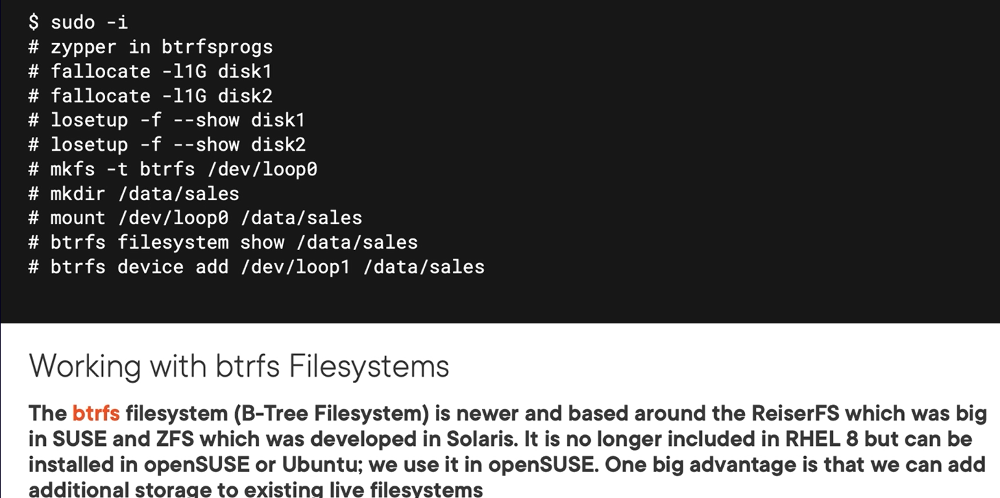 $ sudo -i
# zypper in btrfsprogs
# fallocate -l1G disk1
# fallocate -l1G disk2
# losetup -f --show disk1
# losetup -f --show disk2
# mkfs -t btrfs /dev/loop0
# mkdir /data/sales
# mount /dev/loop0 /data/sales
# btrfs filesystem show /data/sales
# btrfs device add /dev/loop1 /data/sales
Working with btrfs Filesystems
The btrfs filesystem (B-Tree Filesystem) is newer and based around the ReiserFS which was big
in SUSE and ZFS which was developed in Solaris. It is no longer included in RHEL 8 but can be
installed in openSUSE or Ubuntu; we use it in openSUSE. One big advantage is that we can add
additional storage to existing live filesystems